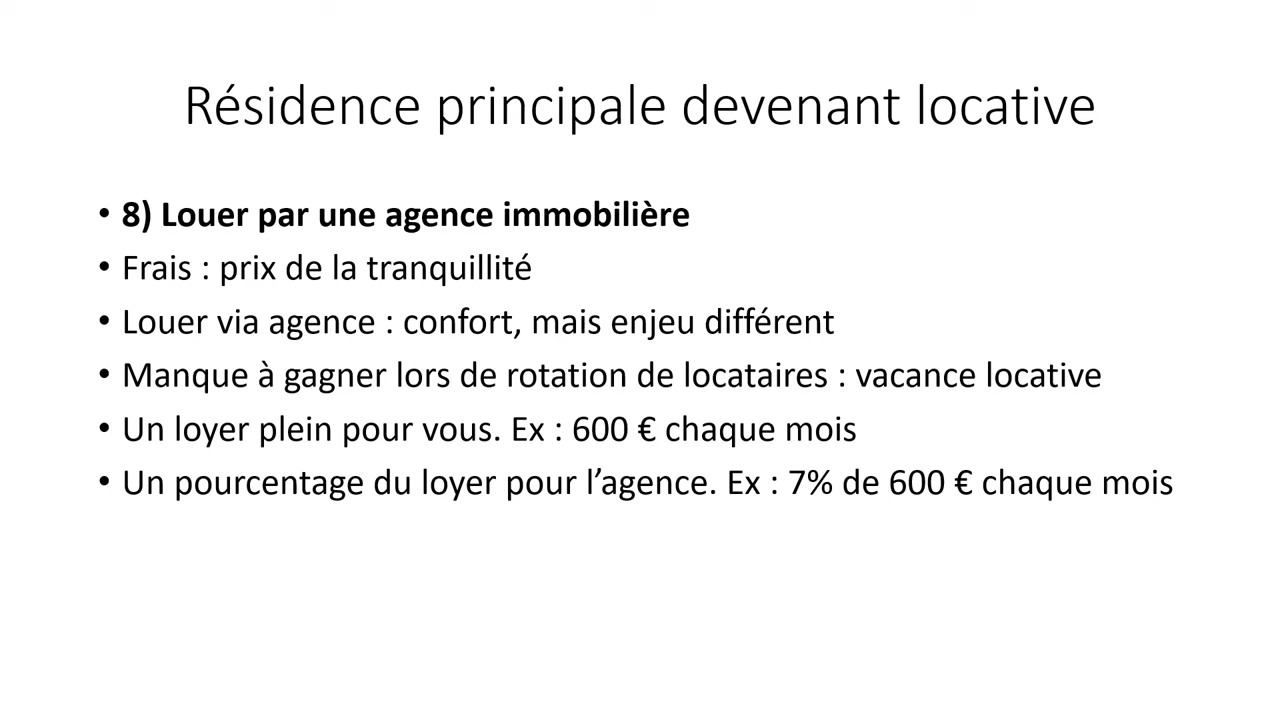 Résidence principale devenant locative
• 8) Louer par une agence immobilière
• Frais : prix de la tranquillité
• Louer via agence : confort, mais enjeu différent
• Manque à gagner lors de rotation de locataires : vacance locative
• Un loyer plein pour vous. Ex : 600 € chaque mois
• Un pourcentage du loyer pour l’agence. Ex : 7% de 600 € chaque mois